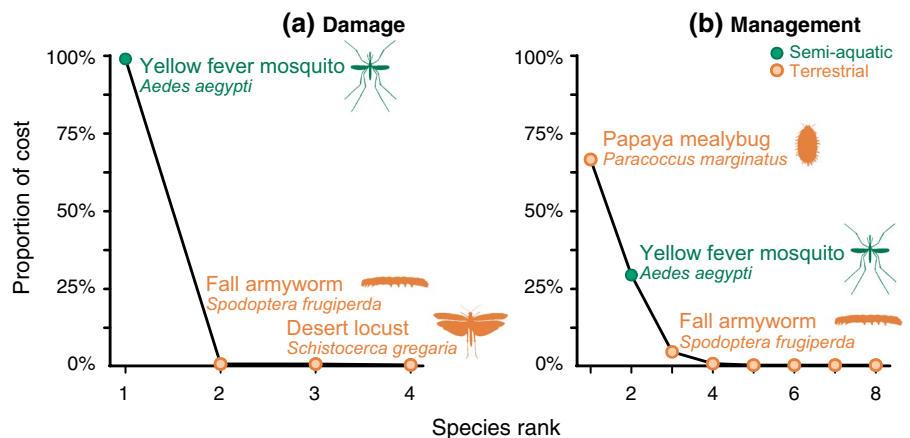 (a) Damage
(b) Management
Semi-aquatic
Terrestrial
Proportion of cost
100%
75%
50%
25%
0%
Yellow fever mosquito
Aedes aegypti
Fall armyworm
Spodoptera frugiperda
Desert locust
Schistocerca gregaria
1
2
3
4
100%
75%
50%
25%
0%
Papaya mealybug
Paracoccus marginatus
Yellow fever mosquito
Aedes aegypti
Fall armyworm
Spodoptera frugiperda
2
4
6
8
Species rank